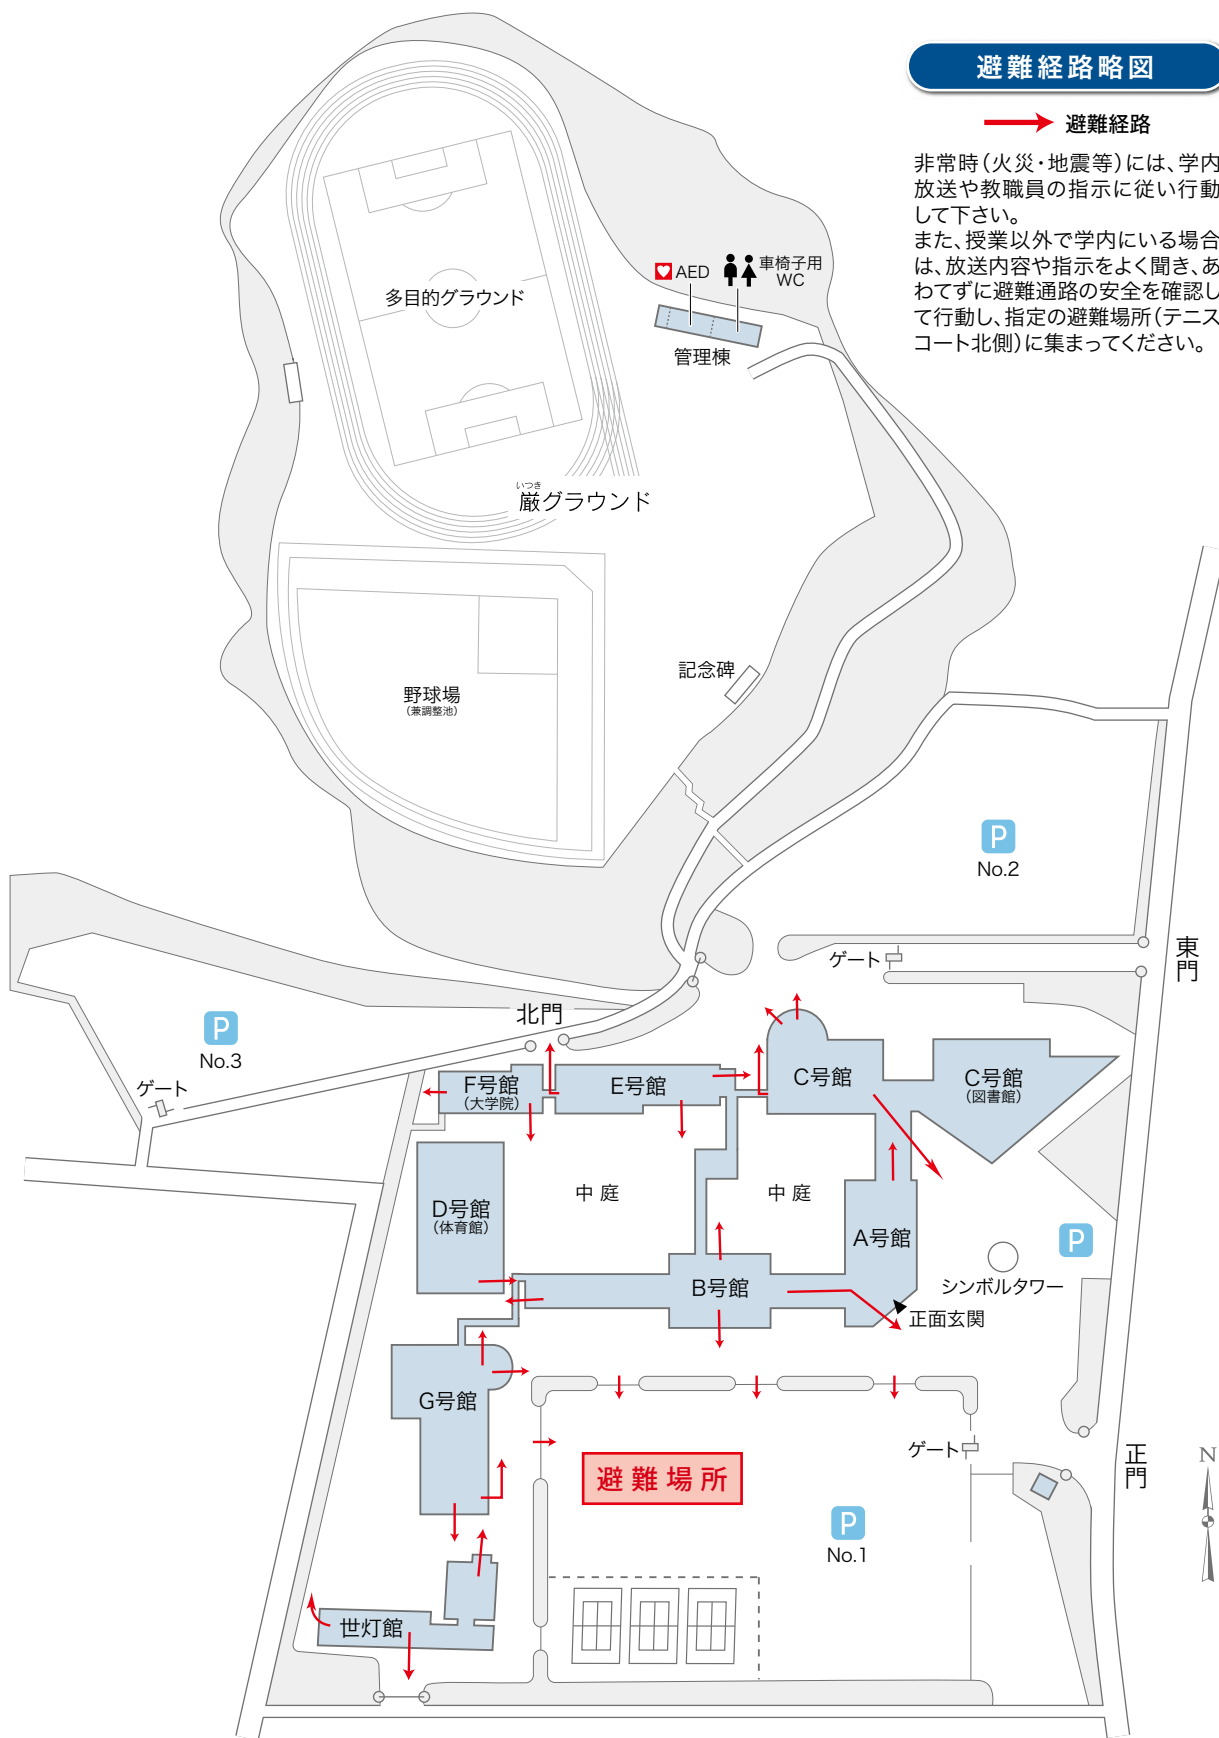 避難経路略図
避難経路
非常時（火災・地震等）には、学内
放送や教職員の指示に従い行動
して下さい。
また、授業以外で学内にいる場合
は、放送内容や指示をよく聞き、あ
わてずに避難通路の安全を確認し
て行動し、指定の避難場所（テニス
コート北側）に集まってください。
AED
車椅子用
WC
管理棟
多目的グラウンド
いつき
厳グラウンド
記念碑
野球場
（兼調整池）
P
No.2
東門
ゲート
北門
P
No.3
ゲート
F号館
（大学院）
E号館
C号館
C号館
（図書館）
D号館
（体育館）
中庭
中庭
A号館
P
シンボルタワー
B号館
正面玄関
G号館
ゲート
正門
避難場所
P
No.1
N
世灯館